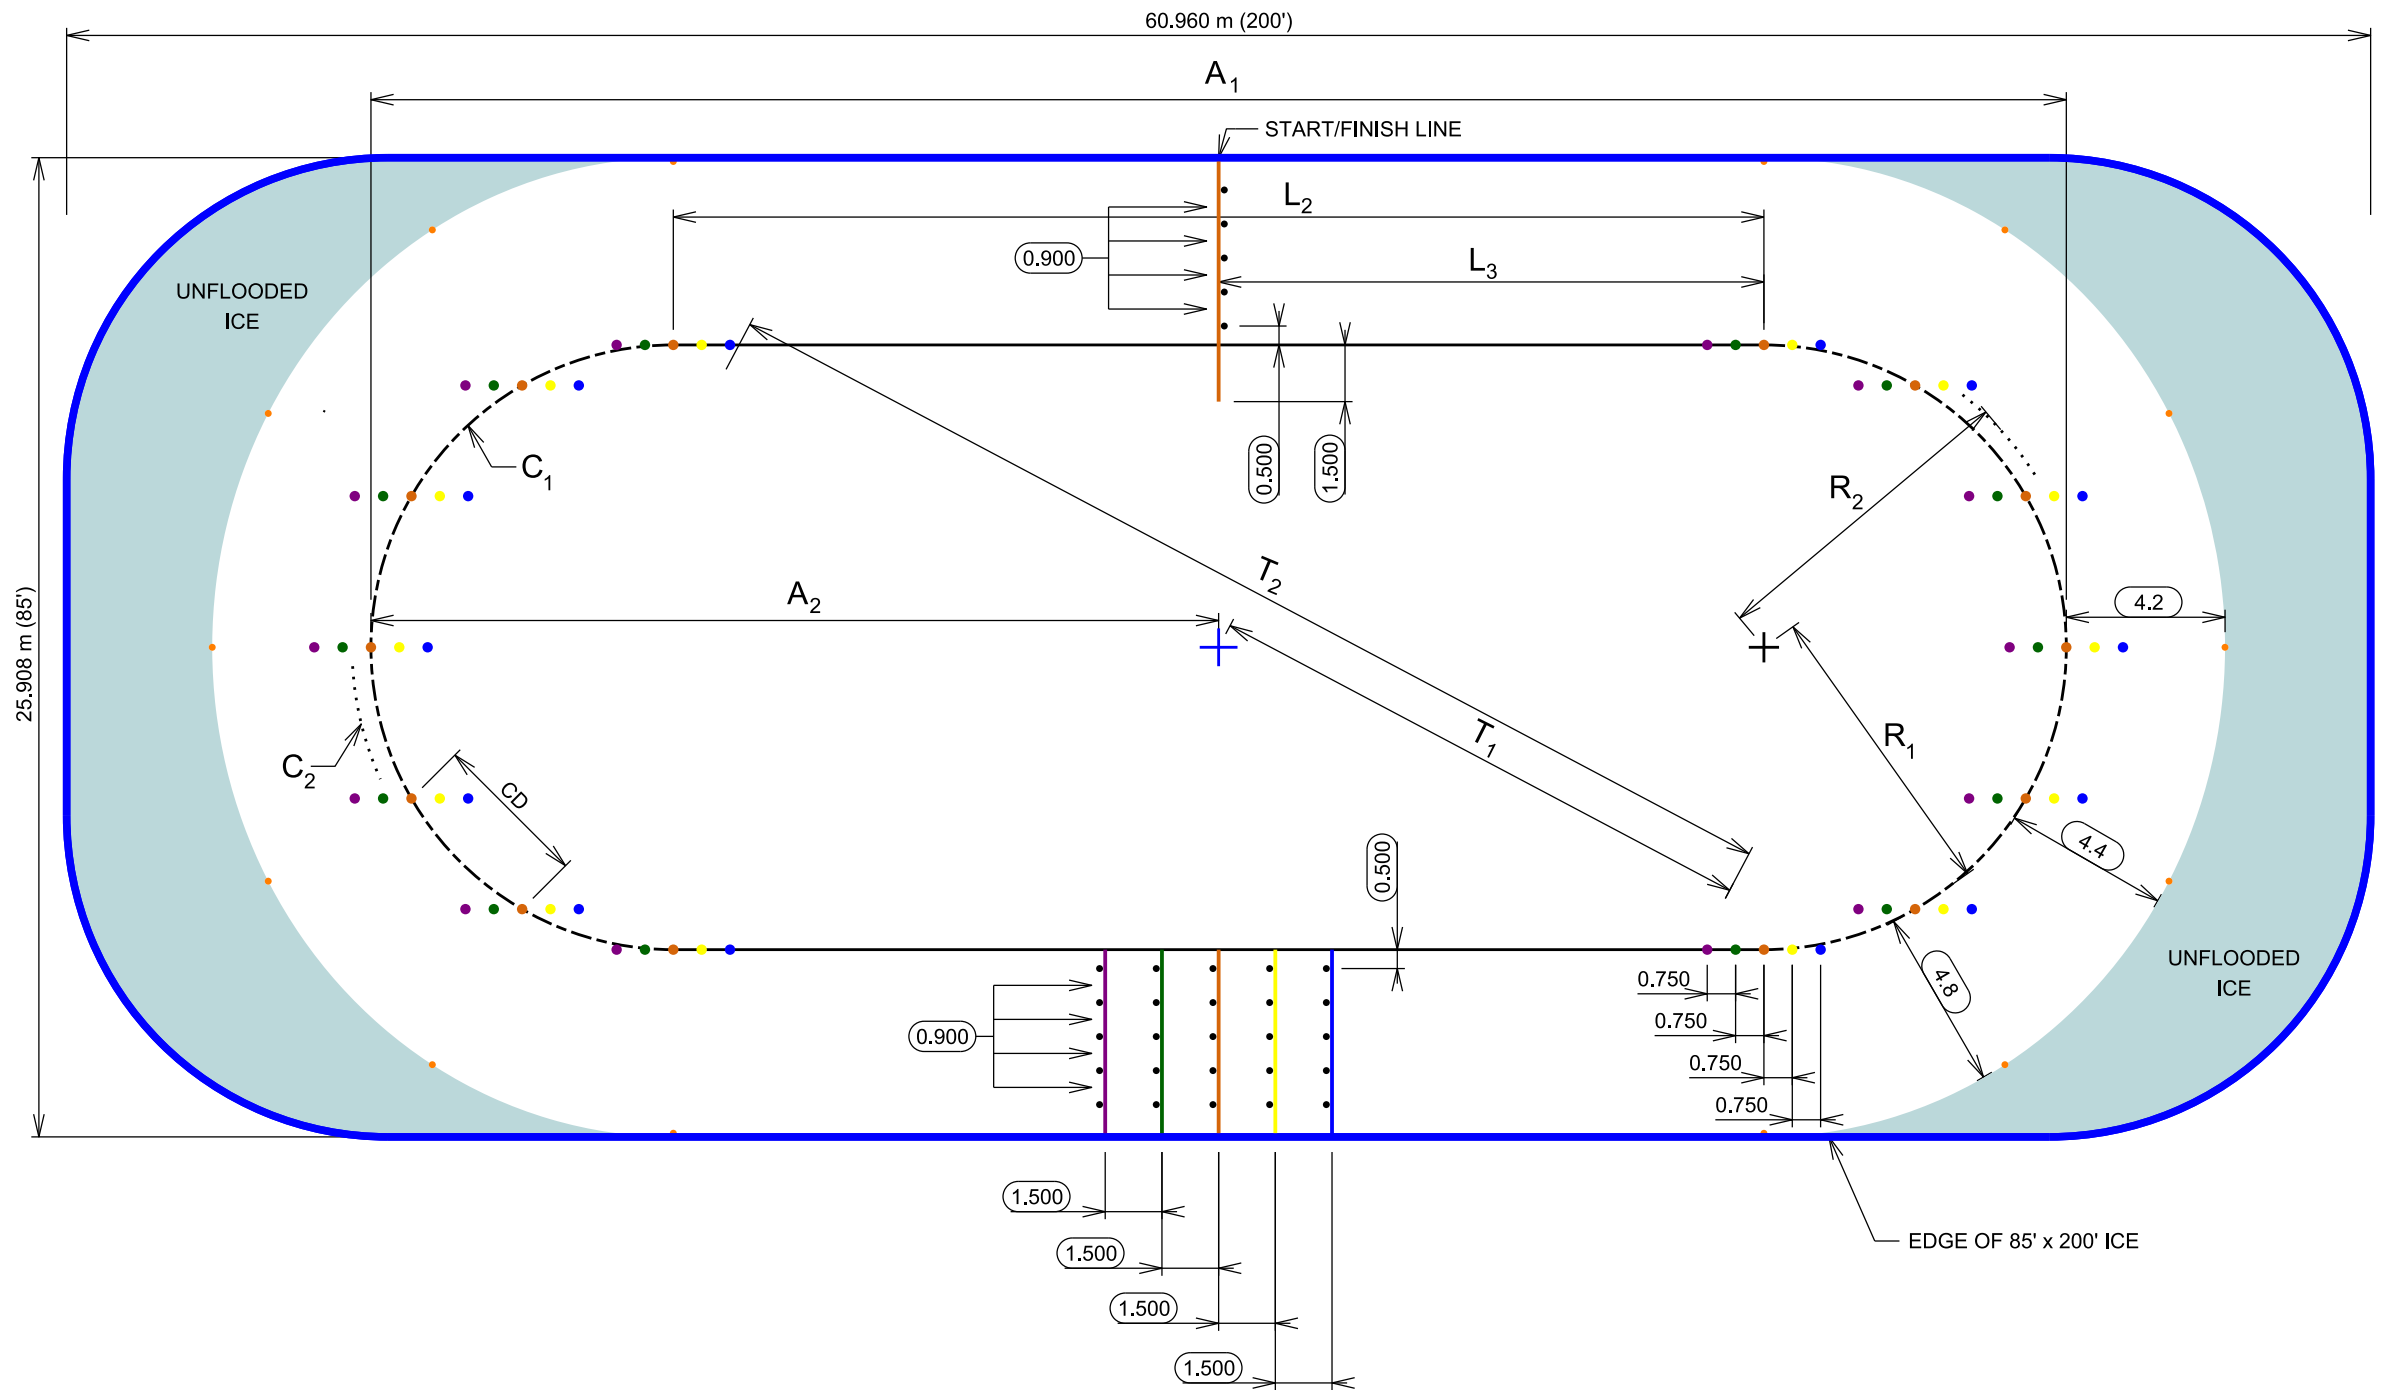 60.960 m (200')
A1
START/FINISH LINE
L2
0.900
L3
UNFLOODED
ICE
C1
0.500
1.500
R2
T2
A2
4.2
25.908 m (85')
T1
R1
C2
CD
0.500
4.4
4.8
UNFLOODED
ICE
0.750
0.900
0.750
0.750
0.750
1.500
EDGE OF 85' x 200' ICE
1.500
1.500
1.500